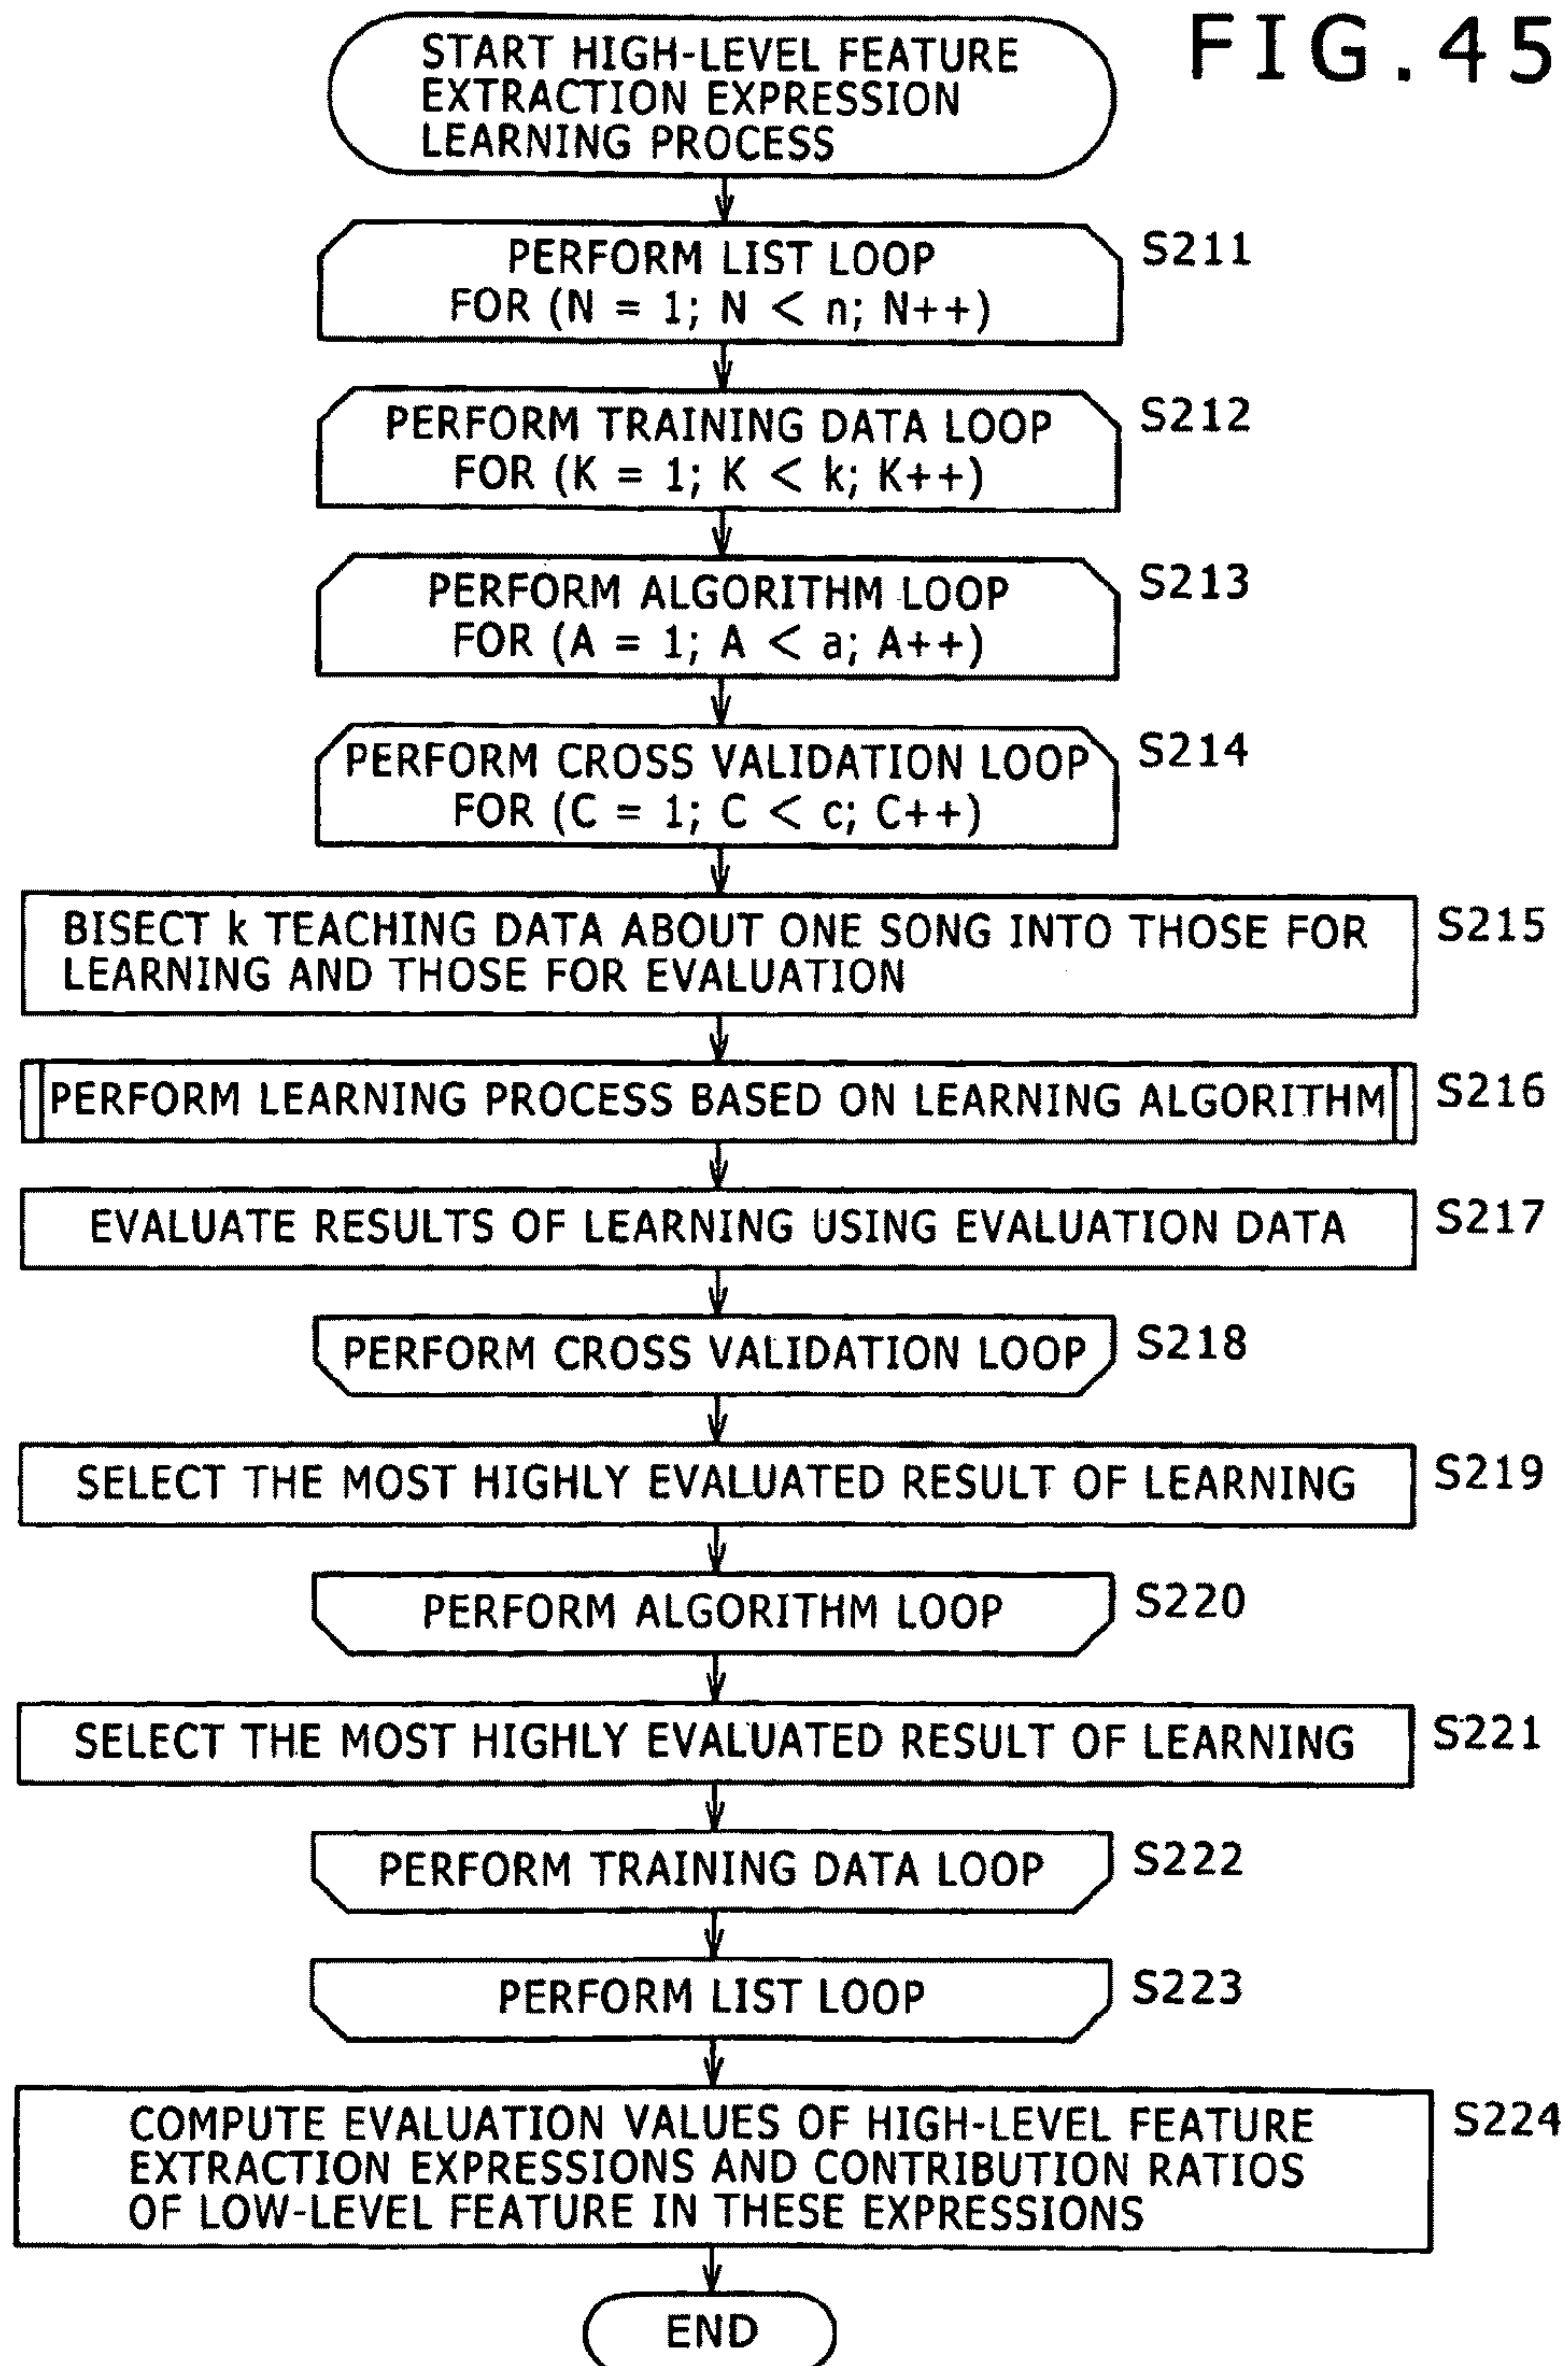 FIG.45
START HIGH-LEVEL FEATURE
EXTRACTION EXPRESSION
LEARNING PROCESS
PERFORM LIST LOOP
FOR (N = 1; N < n; N++)
S211
PERFORM TRAINING DATA LOOP
FOR (K = 1; K < k; K++)
S212
PERFORM ALGORITHM LOOP
FOR (A = 1; A < a; A++)
S213
PERFORM CROSS VALIDATION LOOP
FOR (C = 1; C < c; C++)
S214
BISECT k TEACHING DATA ABOUT ONE SONG INTO THOSE FOR
LEARNING AND THOSE FOR EVALUATION
S215
PERFORM LEARNING PROCESS BASED ON LEARNING ALGORITHM
S216
EVALUATE RESULTS OF LEARNING USING EVALUATION DATA
S217
PERFORM CROSS VALIDATION LOOP
S218
SELECT THE MOST HIGHLY EVALUATED RESULT OF LEARNING
S219
PERFORM ALGORITHM LOOP
S220
SELECT THE MOST HIGHLY EVALUATED RESULT OF LEARNING
S221
PERFORM TRAINING DATA LOOP
S222
PERFORM LIST LOOP
S223
COMPUTE EVALUATION VALUES OF HIGH-LEVEL FEATURE
EXTRACTION EXPRESSIONS AND CONTRIBUTION RATIOS
OF LOW-LEVEL FEATURE IN THESE EXPRESSIONS
S224
END